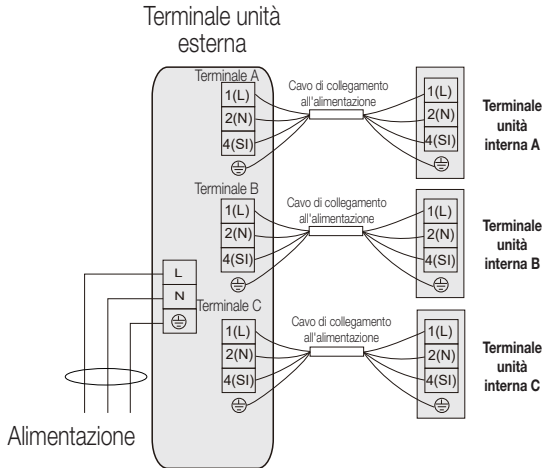 Terminale unità
esterna
Terminale A
1(L)
2(N)
4(SI)
Cavo di collegamento
all'alimentazione
1(L)
2(N)
4(SI)
Terminale
unità
interna A
Terminale B
1(L)
2(N)
4(SI)
Cavo di collegamento
all'alimentazione
1(L)
2(N)
4(SI)
Terminale
unità
interna B
L
N
Terminale C
1(L)
2(N)
4(SI)
Cavo di collegamento
all'alimentazione
1(L)
2(N)
4(SI)
Terminale
unità
interna C
Alimentazione